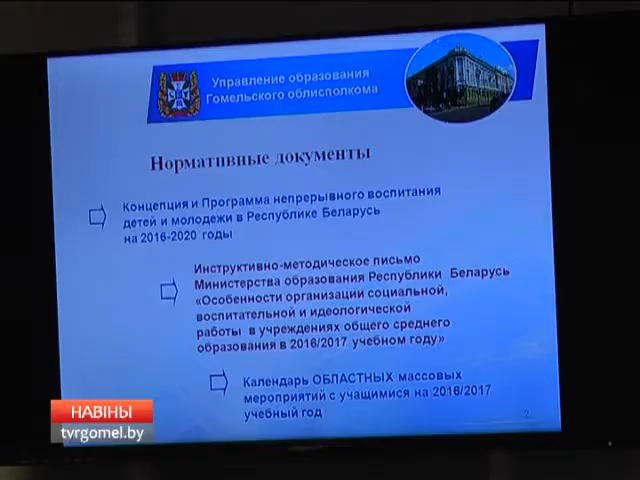 Управление образования
Гомельского облисполкома
Нормативные документы
Концепция и Программа непрерывного воспитания
детей и молодежи в Республике Беларусь
на 2016-2020 годы
Инструктивно-методическое письмо
Министерства образования Республики Беларусь
«Особенности организации социальной,
воспитательной и идеологической
работы в учреждениях общего среднего
образования в 2016/2017 учебном году»
Календарь ОБЛАСТНЫХ массовых
мероприятий с учащимися на 2016/2017
учебный год
2
НАВІНЫ
tvrgomel.by